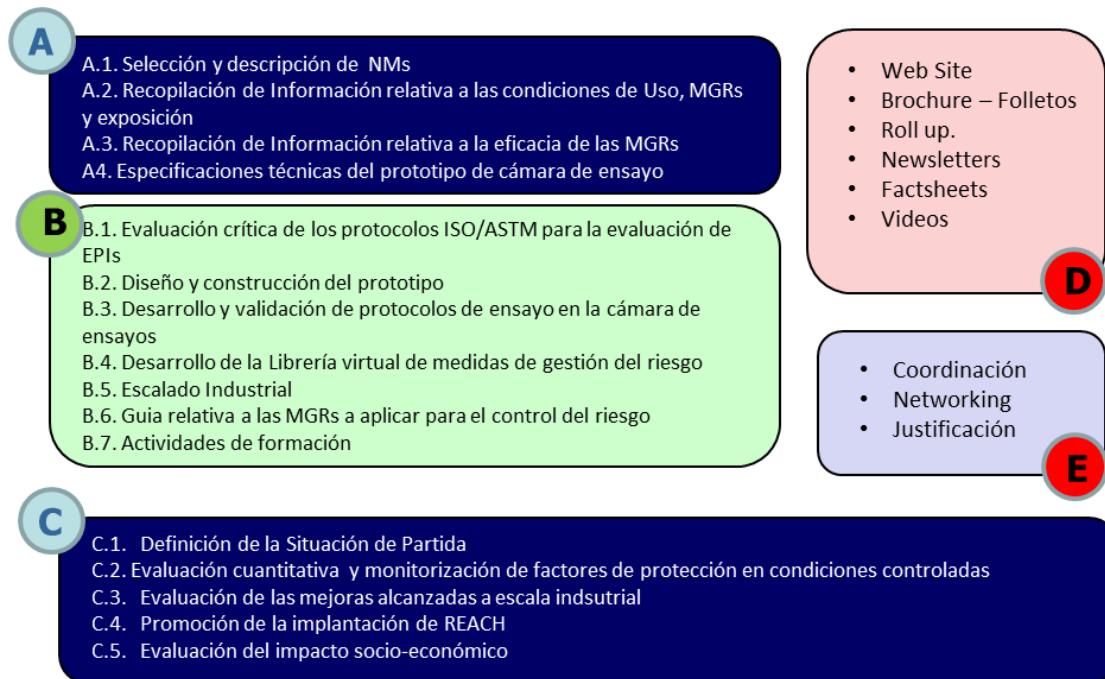 A
A.1. Selección y descripción de NMs
A.2. Recopilación de Información relativa a las condiciones de Uso, MGRs
y exposición
A.3. Recopilación de Información relativa a la eficacia de las MGRs
A4. Especificaciones técnicas del prototipo de cámara de ensayo
B
B.1. Evaluación crítica de los protocolos ISO/ASTM para la evaluación de
EPIs
B.2. Diseño y construcción del prototipo
B.3. Desarrollo y validación de protocolos de ensayo en la cámara de
ensayos
B.4. Desarrollo de la Librería virtual de medidas de gestión del riesgo
B.5. Escalado Industrial
B.6. Guia relativa a las MGRs a aplicar para el control del riesgo
B.7. Actividades de formación
• Web Site
• Brochure – Folletos
• Roll up.
• Newsletters
• Factsheets
• Videos
D
• Coordinación
• Networking
• Justificación
E
C
C.1. Definición de la Situación de Partida
C.2. Evaluación cuantitativa y monitorización de factores de protección en condiciones controladas
C.3. Evaluación de las mejoras alcanzadas a escala indsutrial
C.4. Promoción de la implantación de REACH
C.5. Evaluación del impacto socio-económico